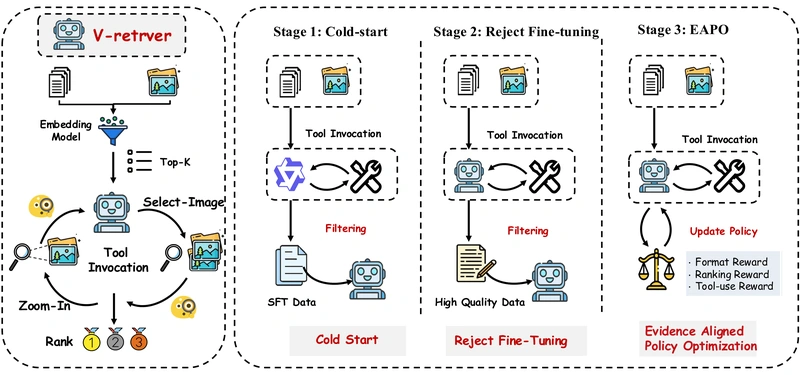 V-retrver
Embedding
Model
Top-K
Select-Image
Tool
Invocation
Zoom-In
Rank
1
2
3
Stage 1: Cold-start
Tool Invocation
Filtering
SFT Data
Cold Start
Stage 2: Reject Fine-tuning
Tool Invocation
Filtering
High Quality Data
Reject Fine-Tuning
Stage 3: EAPO
Tool Invocation
Update Policy
· Format Reward
· Ranking Reward
· Tool-use Reward
Evidence Aligned
Policy Optimization